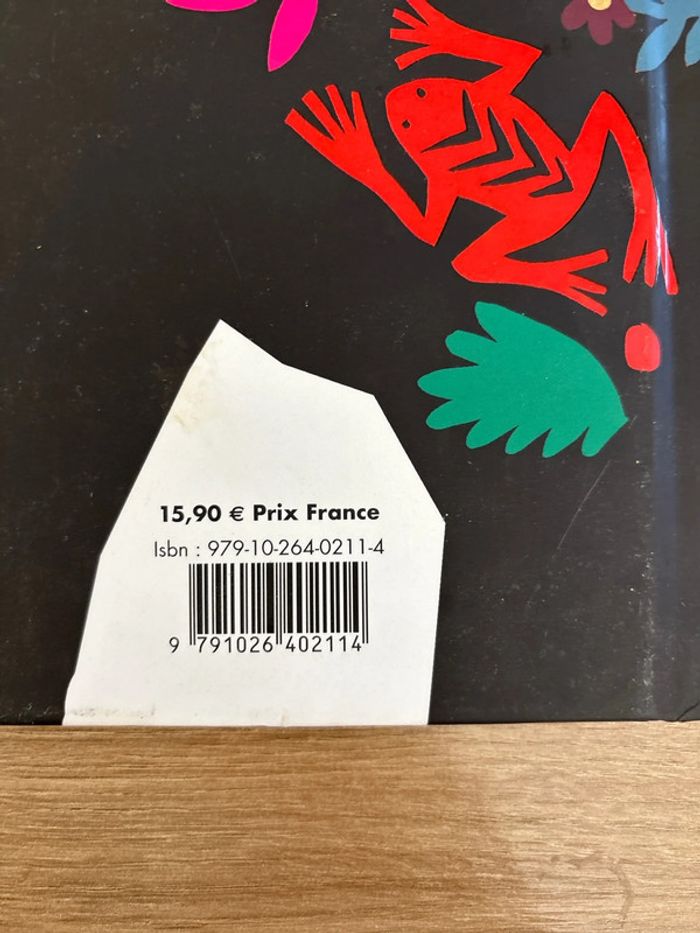 15,90 € Prix France
Isbn : 979-10-264-0211-4
9 791026 402114